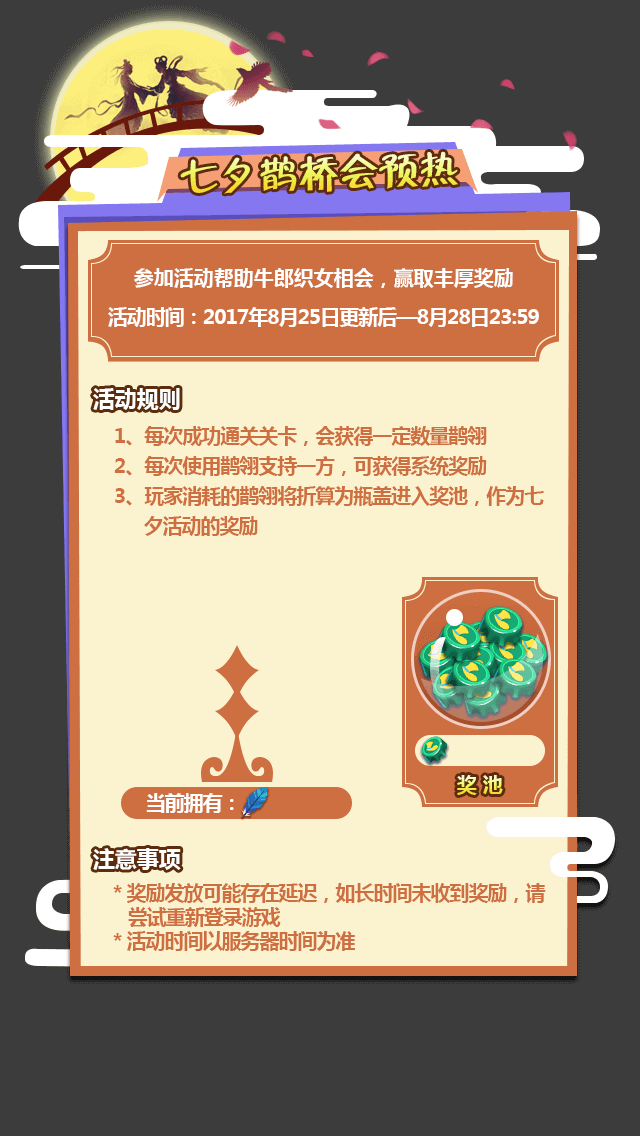 七夕鹊桥会预热
参加活动帮助牛郎织女相会，赢取丰厚奖励
活动时间：2017年8月25日更新后—8月28日23:59
活动规则
1、每次成功通关关卡，会获得一定数量鹊翎
2、每次使用鹊翎支持一方，可获得系统奖励
3、玩家消耗的鹊翎将折算为瓶盖进入奖池，作为七
夕活动的奖励
奖池
当前拥有：
注意事项
* 奖励发放可能存在延迟，如长时间未收到奖励，请
尝试重新登录游戏
* 活动时间以服务器时间为准